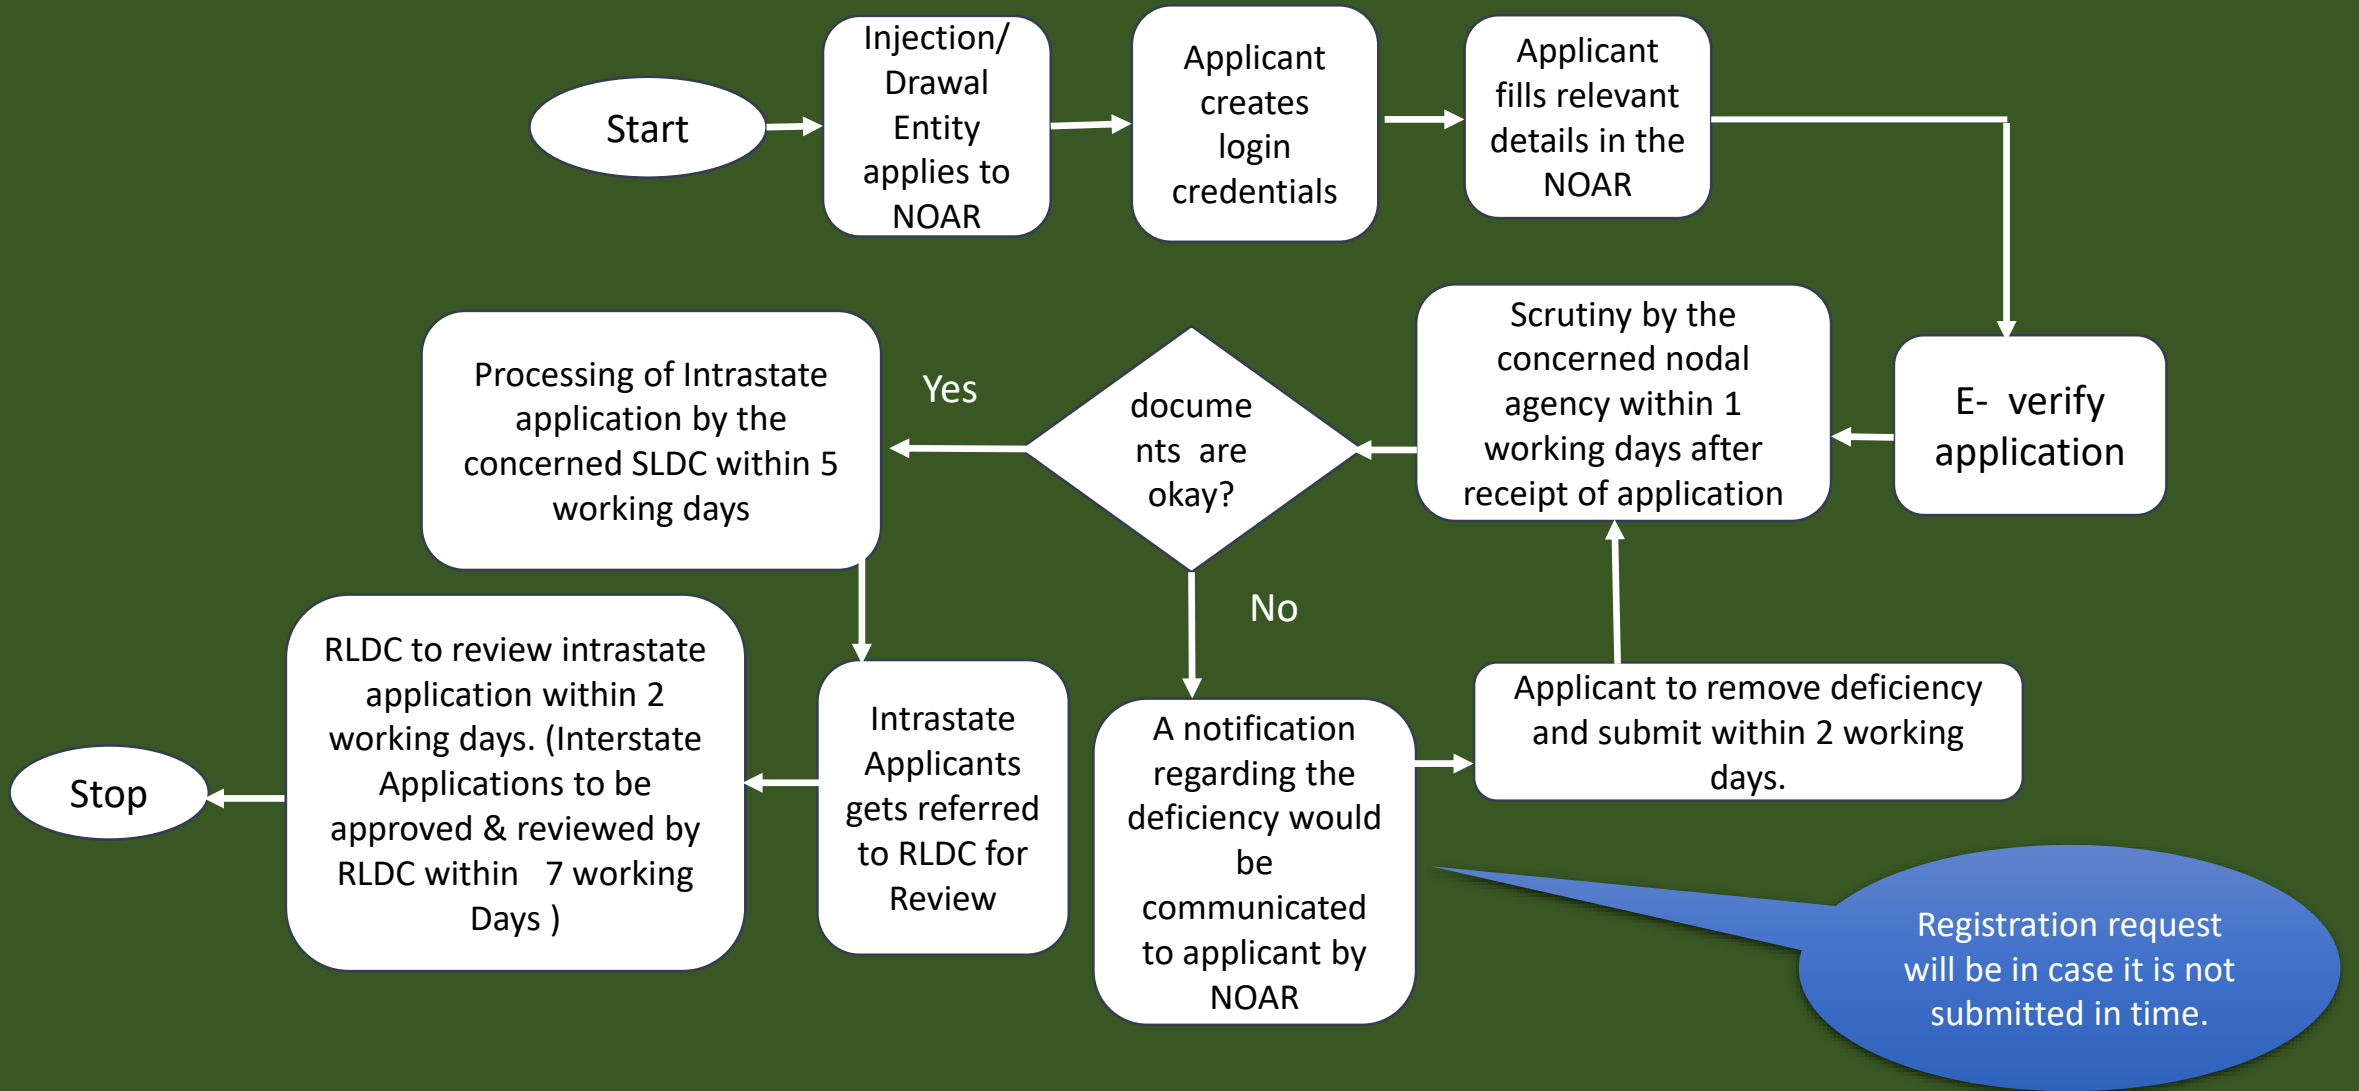 Start
Injection/
Drawal
Entity
applies to
NOAR
Applicant
creates
login
credentials
Applicant
fills relevant
details in the
NOAR
E- verify
application
Scrutiny by the
concerned nodal
agency within 1
working days after
receipt of application
docume
nts are
okay?
Yes
No
Processing of Intrastate
application by the
concerned SLDC within 5
working days
Intrastate
Applicants
gets referred
to RLDC for
Review
RLDC to review intrastate
application within 2
working days. (Interstate
Applications to be
approved & reviewed by
RLDC within 7 working
Days )
Stop
A notification
regarding the
deficiency would
be
communicated
to applicant by
NOAR
Applicant to remove deficiency
and submit within 2 working
days.
Registration request
will be in case it is not
submitted in time.